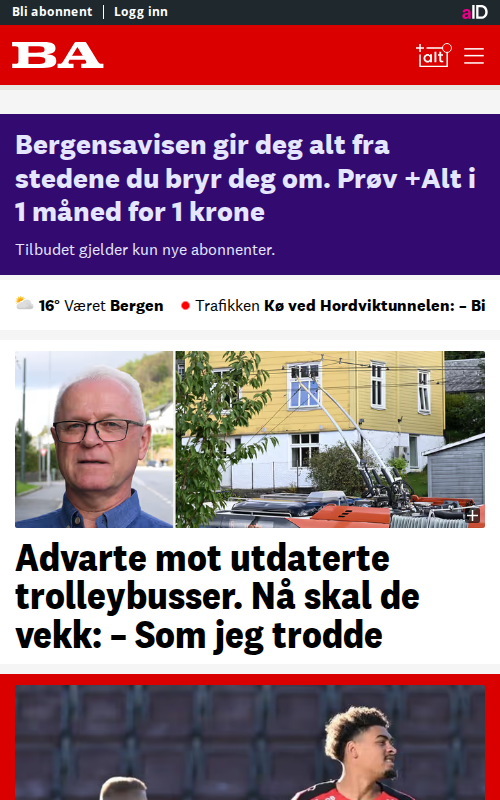 Bli abonnent | Logg inn
aID
BA
+alt
Bergensavisen gir deg alt fra
stedene du bryr deg om. Prøv +Alt i
1 måned for 1 krone
Tilbudet gjelder kun nye abonnenter.
16° Været Bergen
Trafikken Kø ved Hordviktunnelen: – Bi
Advarte mot utdaterte
trolleybusser. Nå skal de
vekk: – Som jeg trodde